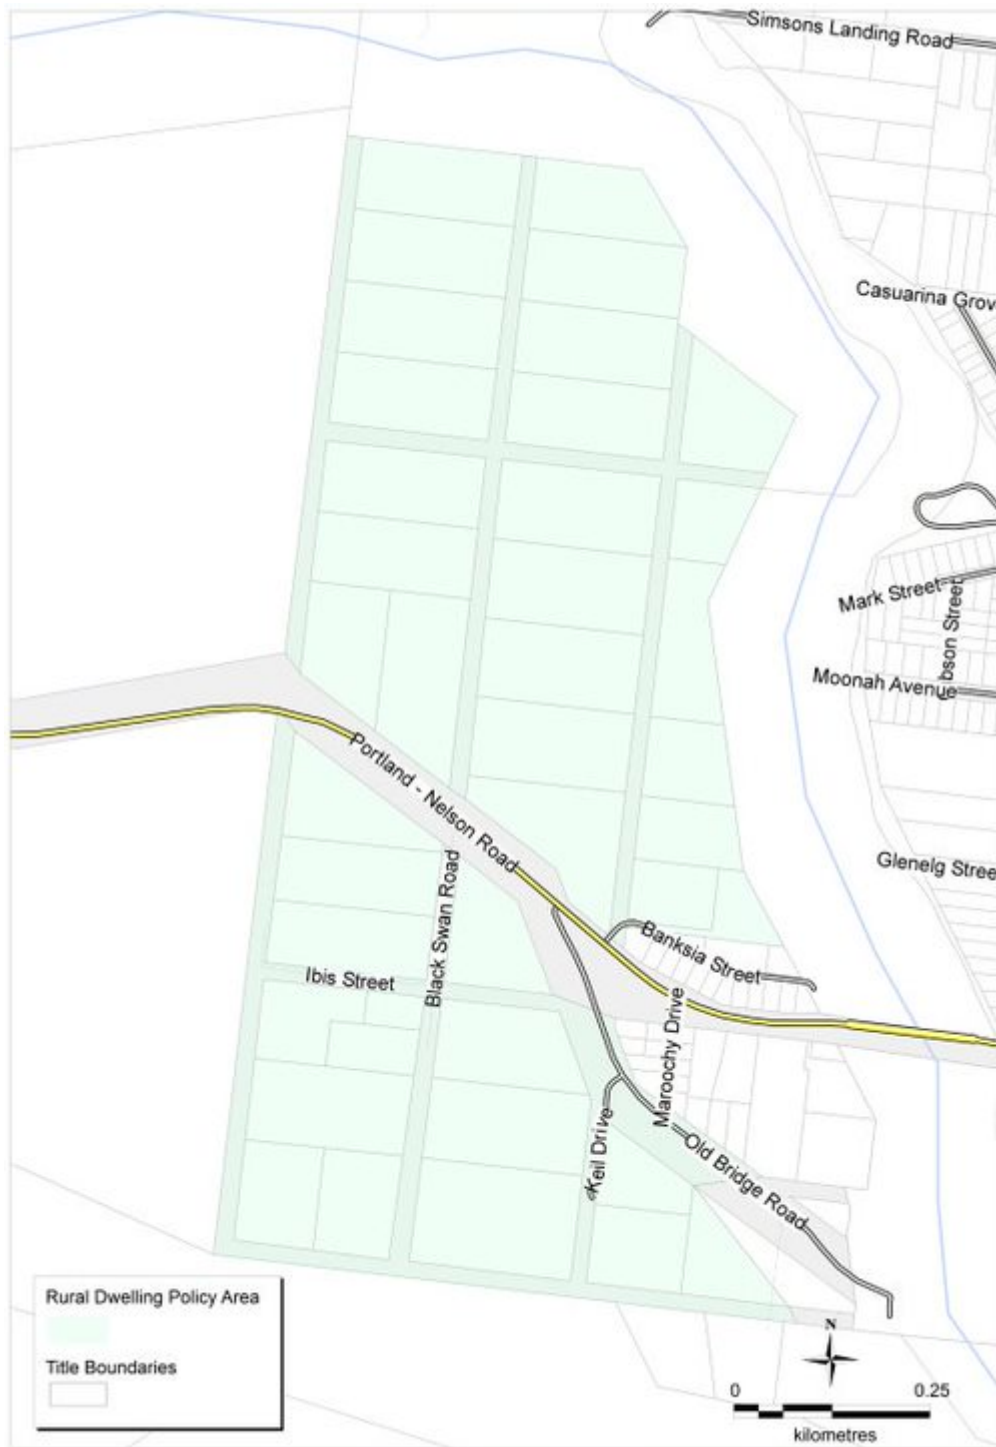 Simsons Landing Road
Casuarina Grov
Mark Street
bson Street
Moonah Avenue
Portland - Nelson Road
Glenelg Stree
Black Swan Road
Banksia Street
Ibis Street
Maroochy Drive
Keil Drive
Old Bridge Road
Rural Dwelling Policy Area
Title Boundaries
N
0 0.25
kilometres